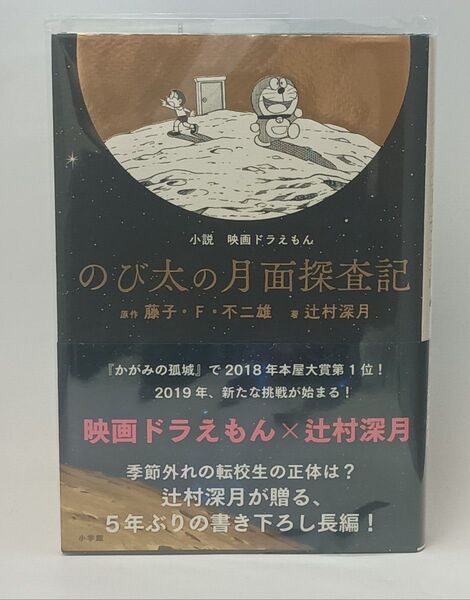 小説 映画ドラえもん
のび太の月面探査記
原作 藤子・F・不二雄 著 辻村深月
『かがみの孤城』で2018年本屋大賞第1位!
2019年、新たな挑戦が始まる!
映画ドラえもん×辻村深月
季節外れの転校生の正体は?
辻村深月が贈る、
5年ぶりの書き下ろし長編!
小学館